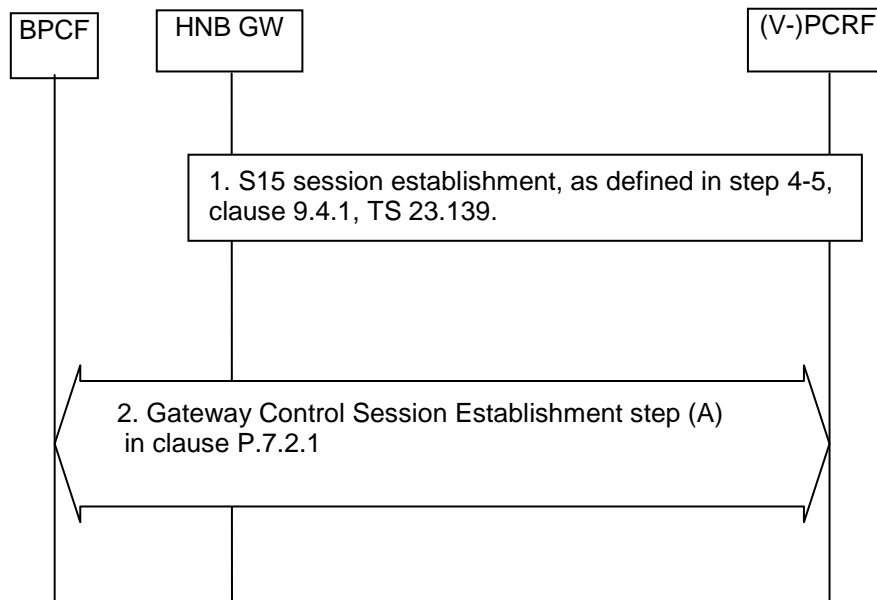 BPCF
HNB GW
(V-)PCRF
1. S15 session establishment, as defined in step 4-5,
clause 9.4.1, TS 23.139.
2. Gateway Control Session Establishment step (A)
in clause P.7.2.1